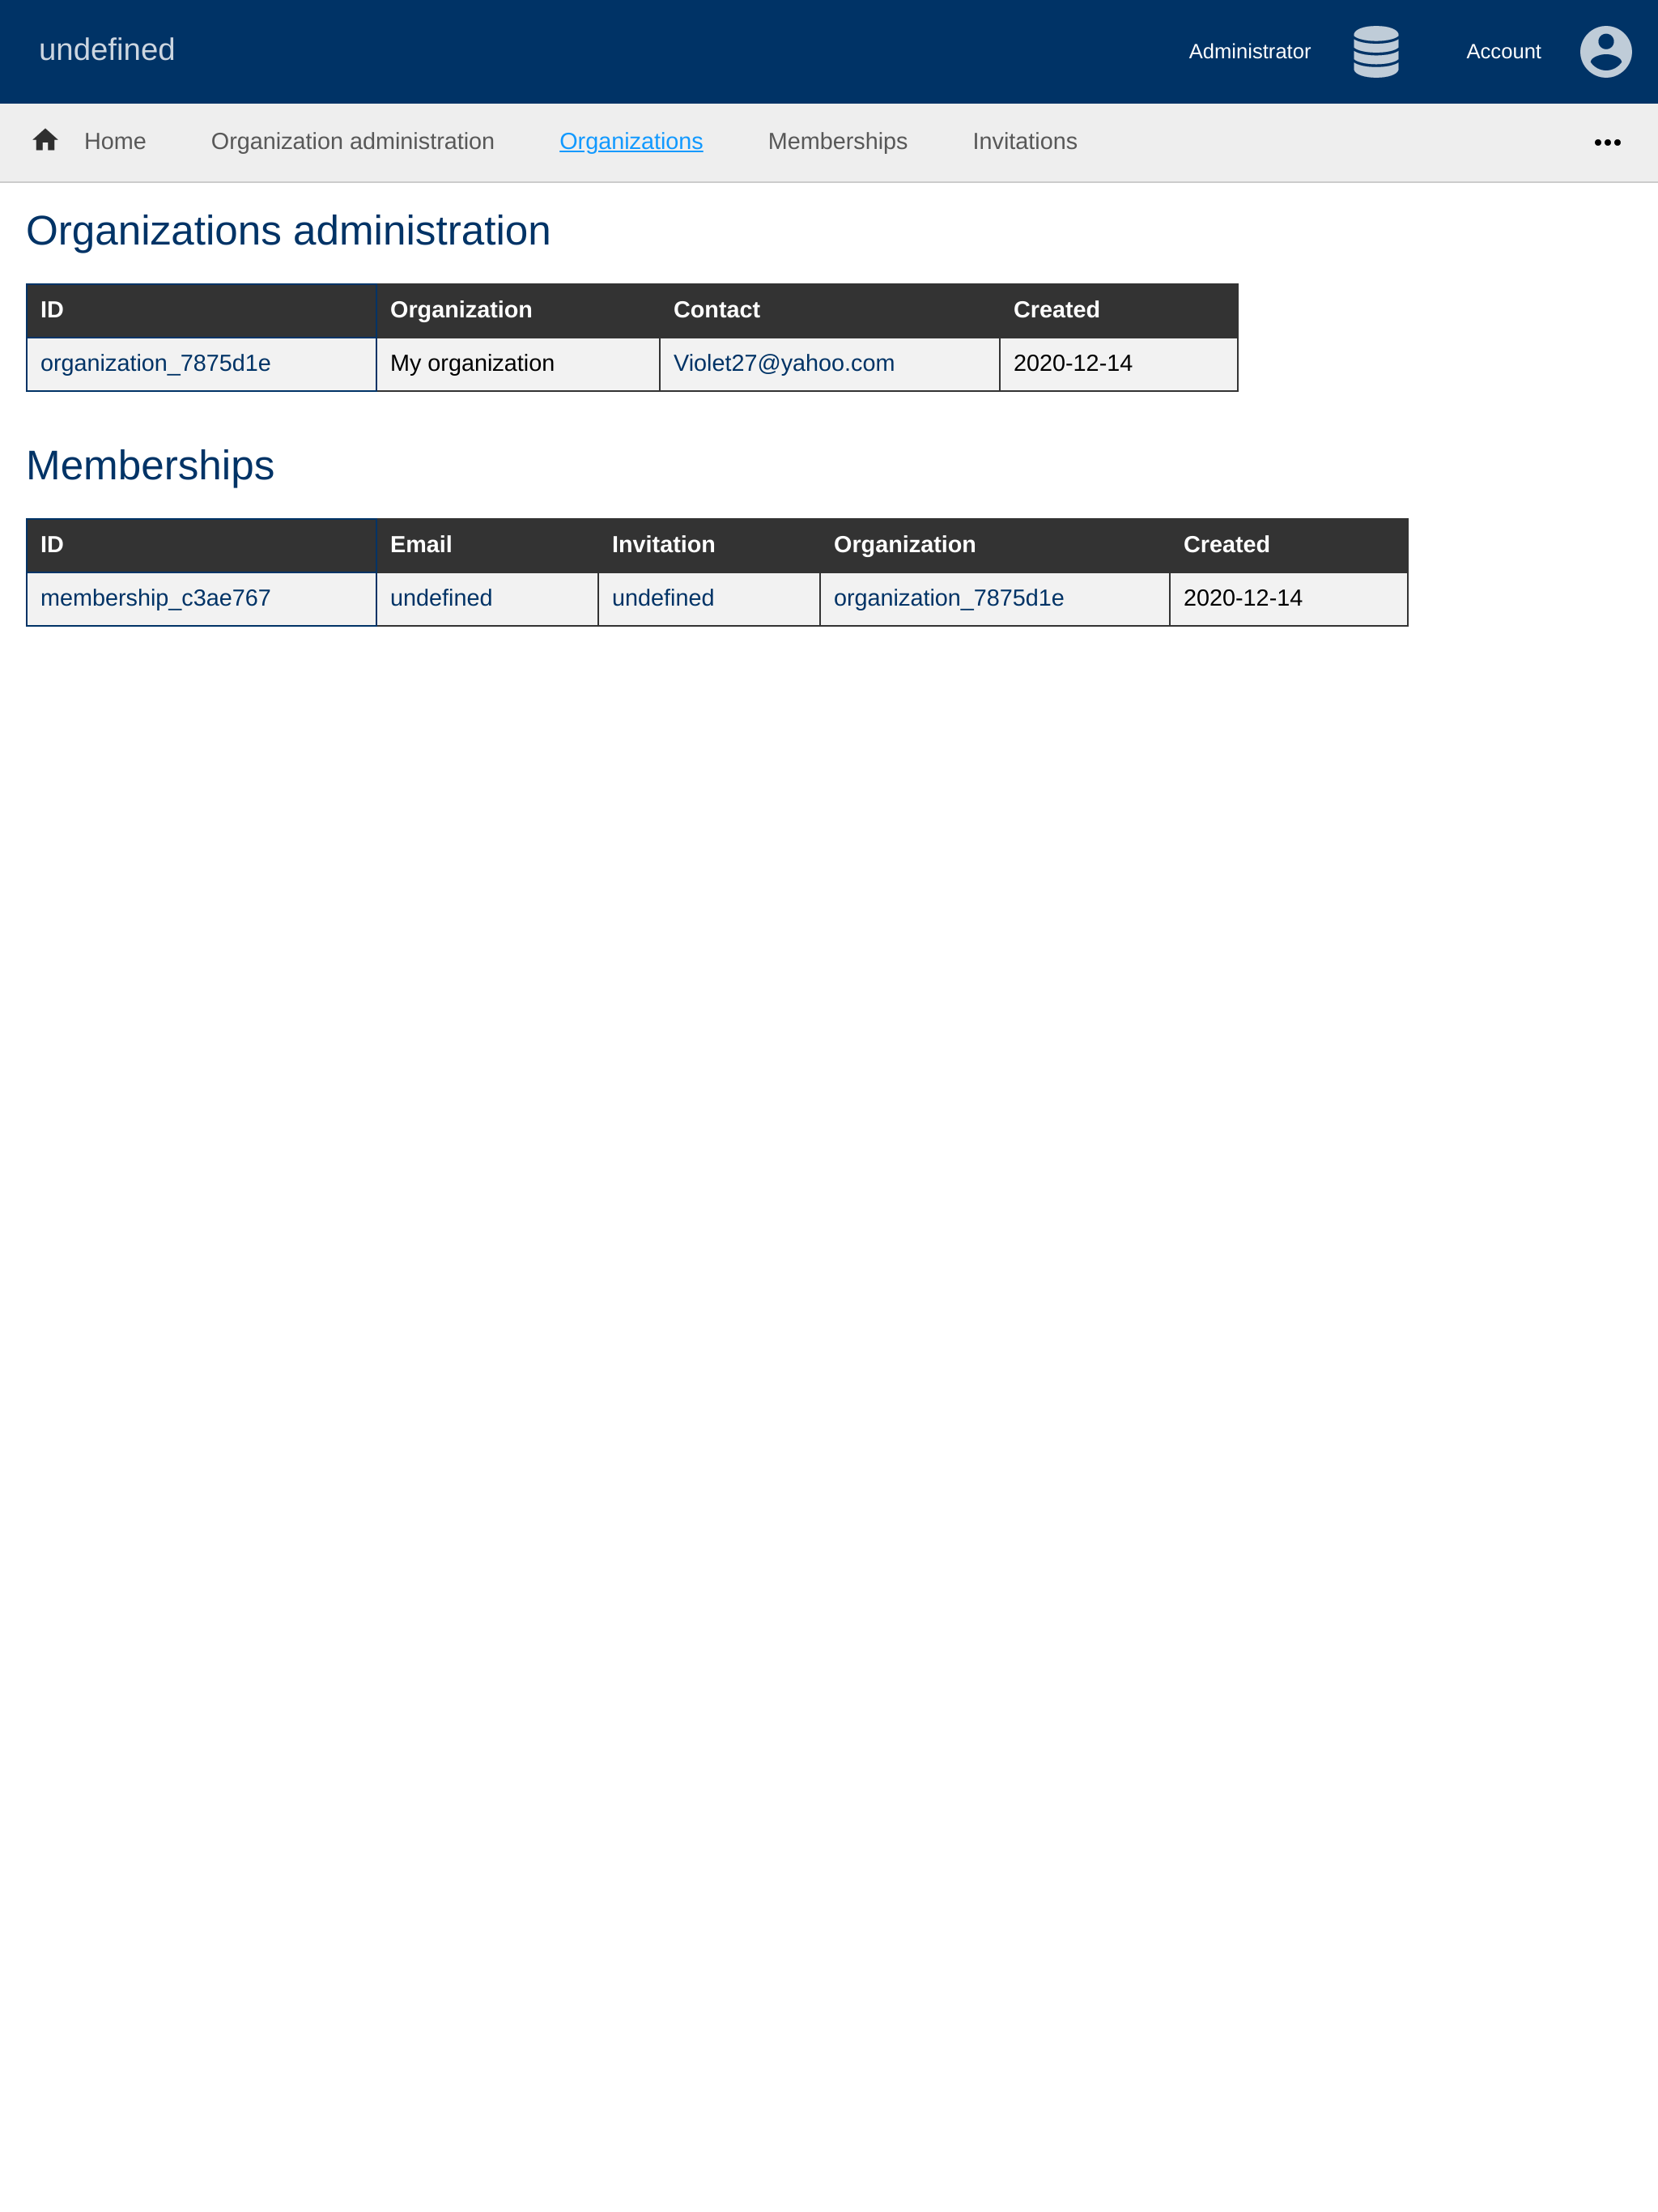 undefined
Administrator
Account
Home Organization administration Organizations Memberships Invitations
Organizations administration
ID Organization Contact Created
organization_7875d1e My organization Violet27@yahoo.com 2020-12-14
Memberships
ID Email Invitation Organization Created
membership_c3ae767 undefined undefined organization_7875d1e 2020-12-14